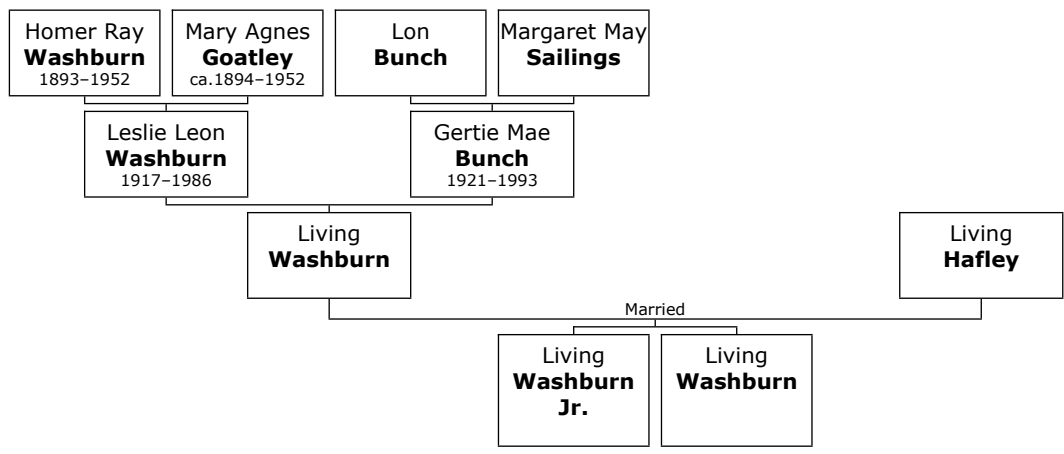 Homer Ray
Washburn
1893–1952
Mary Agnes
Goatley
ca.1894–1952
Lon
Bunch
Margaret May
Sailings
Leslie Leon
Washburn
1917–1986
Gertie Mae
Bunch
1921–1993
Living
Washburn
Living
Hafley
Married
Living
Washburn
Jr.
Living
Washburn